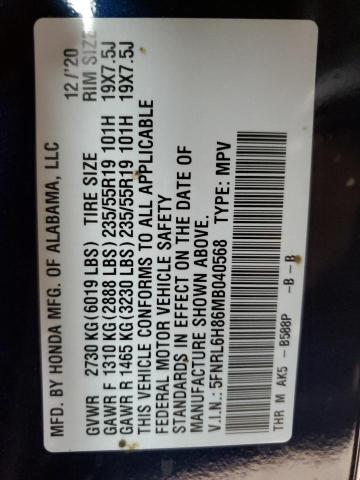 MFD. BY HONDA MFG. OF ALABAMA, LLC 12/'20
GVWR 2730 KG (6019 LBS) TIRE SIZE RIM SIZE
GAWR F 1310 KG (2888 LBS) 235/55R19 101H 19X7.5J
GAWR R 1465 KG (3230 LBS) 235/55R19 101H 19X7.5J
THIS VEHICLE CONFORMS TO ALL APPLICABLE
FEDERAL MOTOR VEHICLE SAFETY
STANDARDS IN EFFECT ON THE DATE OF
MANUFACTURE SHOWN ABOVE.
V.I.N.: 5FNRL6H86MB040568 TYPE: MPV
THR M AK5 - B588P -B-B